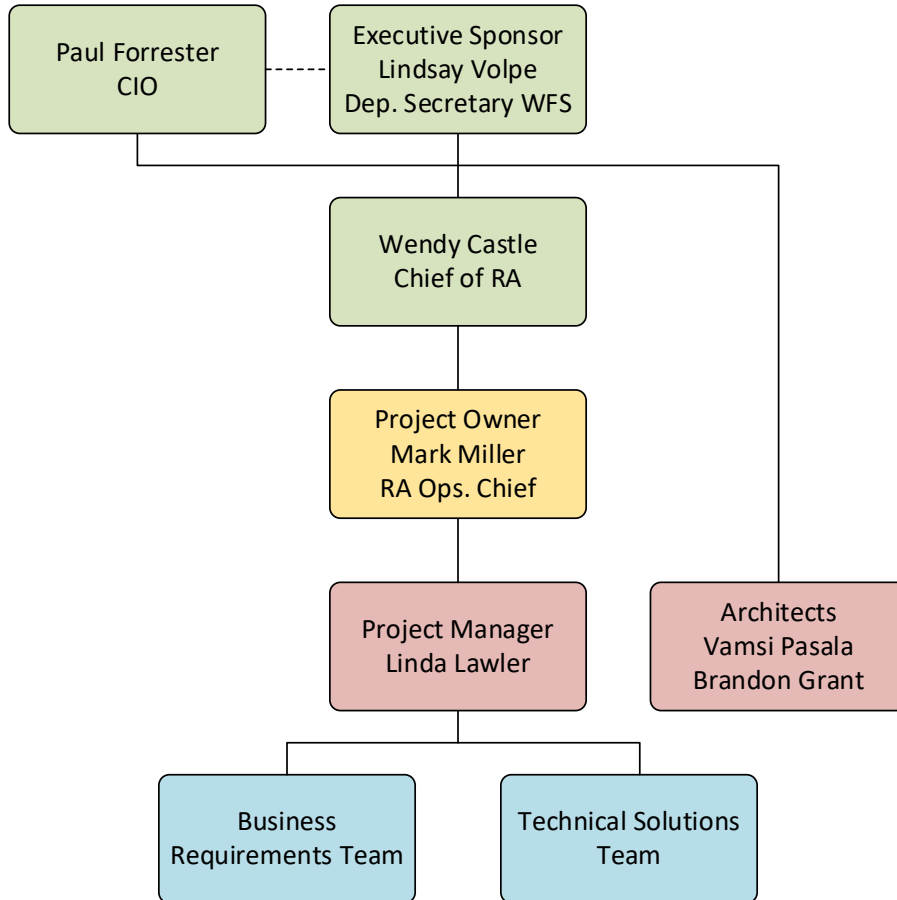 Paul Forrester
CIO
Executive Sponsor
Lindsay Volpe
Dep. Secretary WFS
Wendy Castle
Chief of RA
Project Owner
Mark Miller
RA Ops. Chief
Project Manager
Linda Lawler
Architects
Vamsi Pasala
Brandon Grant
Business
Requirements Team
Technical Solutions
Team